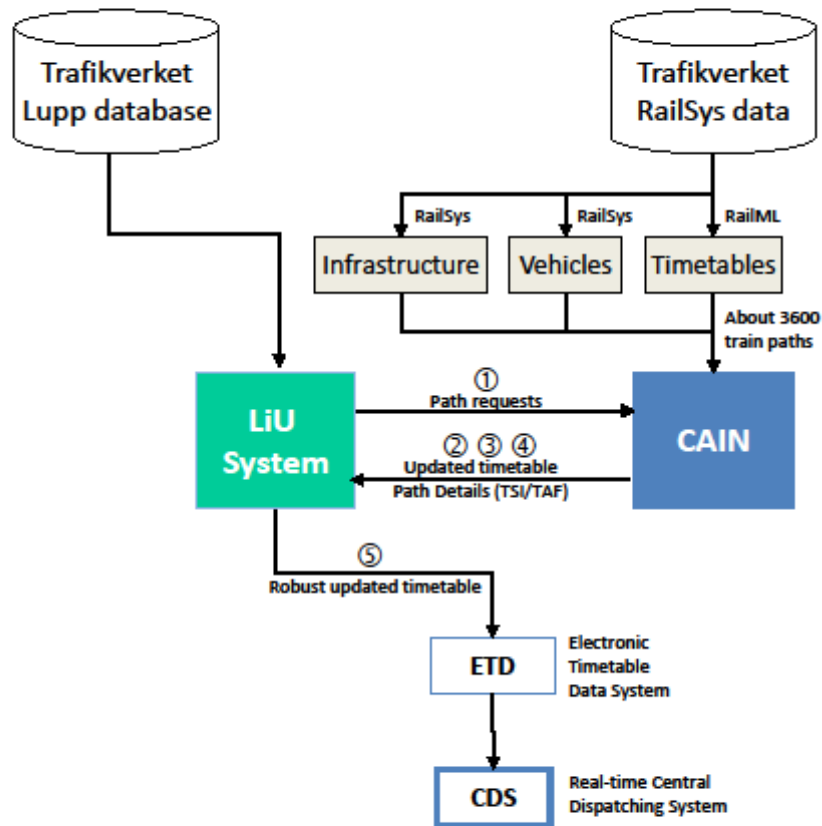 Trafikverket
Lupp database
Trafikverket
RailSys data
RailSys
RailSys
RailML
Infrastructure
Vehicles
Timetables
About 3600
train paths
①
Path requests
LiU
System
CAIN
② ③ ④
Updated timetable
Path Details (TSI/TAF)
⑤
Robust updated timetable
ETD
Electronic
Timetable
Data System
CDS
Real-time Central
Dispatching System